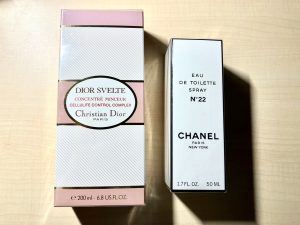 DIOR SVELTE
CONCENTRÉ MINCEUR
CELLULITE CONTROL COMPLEX
Christian Dior
PARIS
e 200 ml - 6.8 US.FL.OZ.
EAU
DE TOILETTE
SPRAY
N°22
CHANEL
PARIS
NEW YORK
1.7 FL. OZ. 50 ML